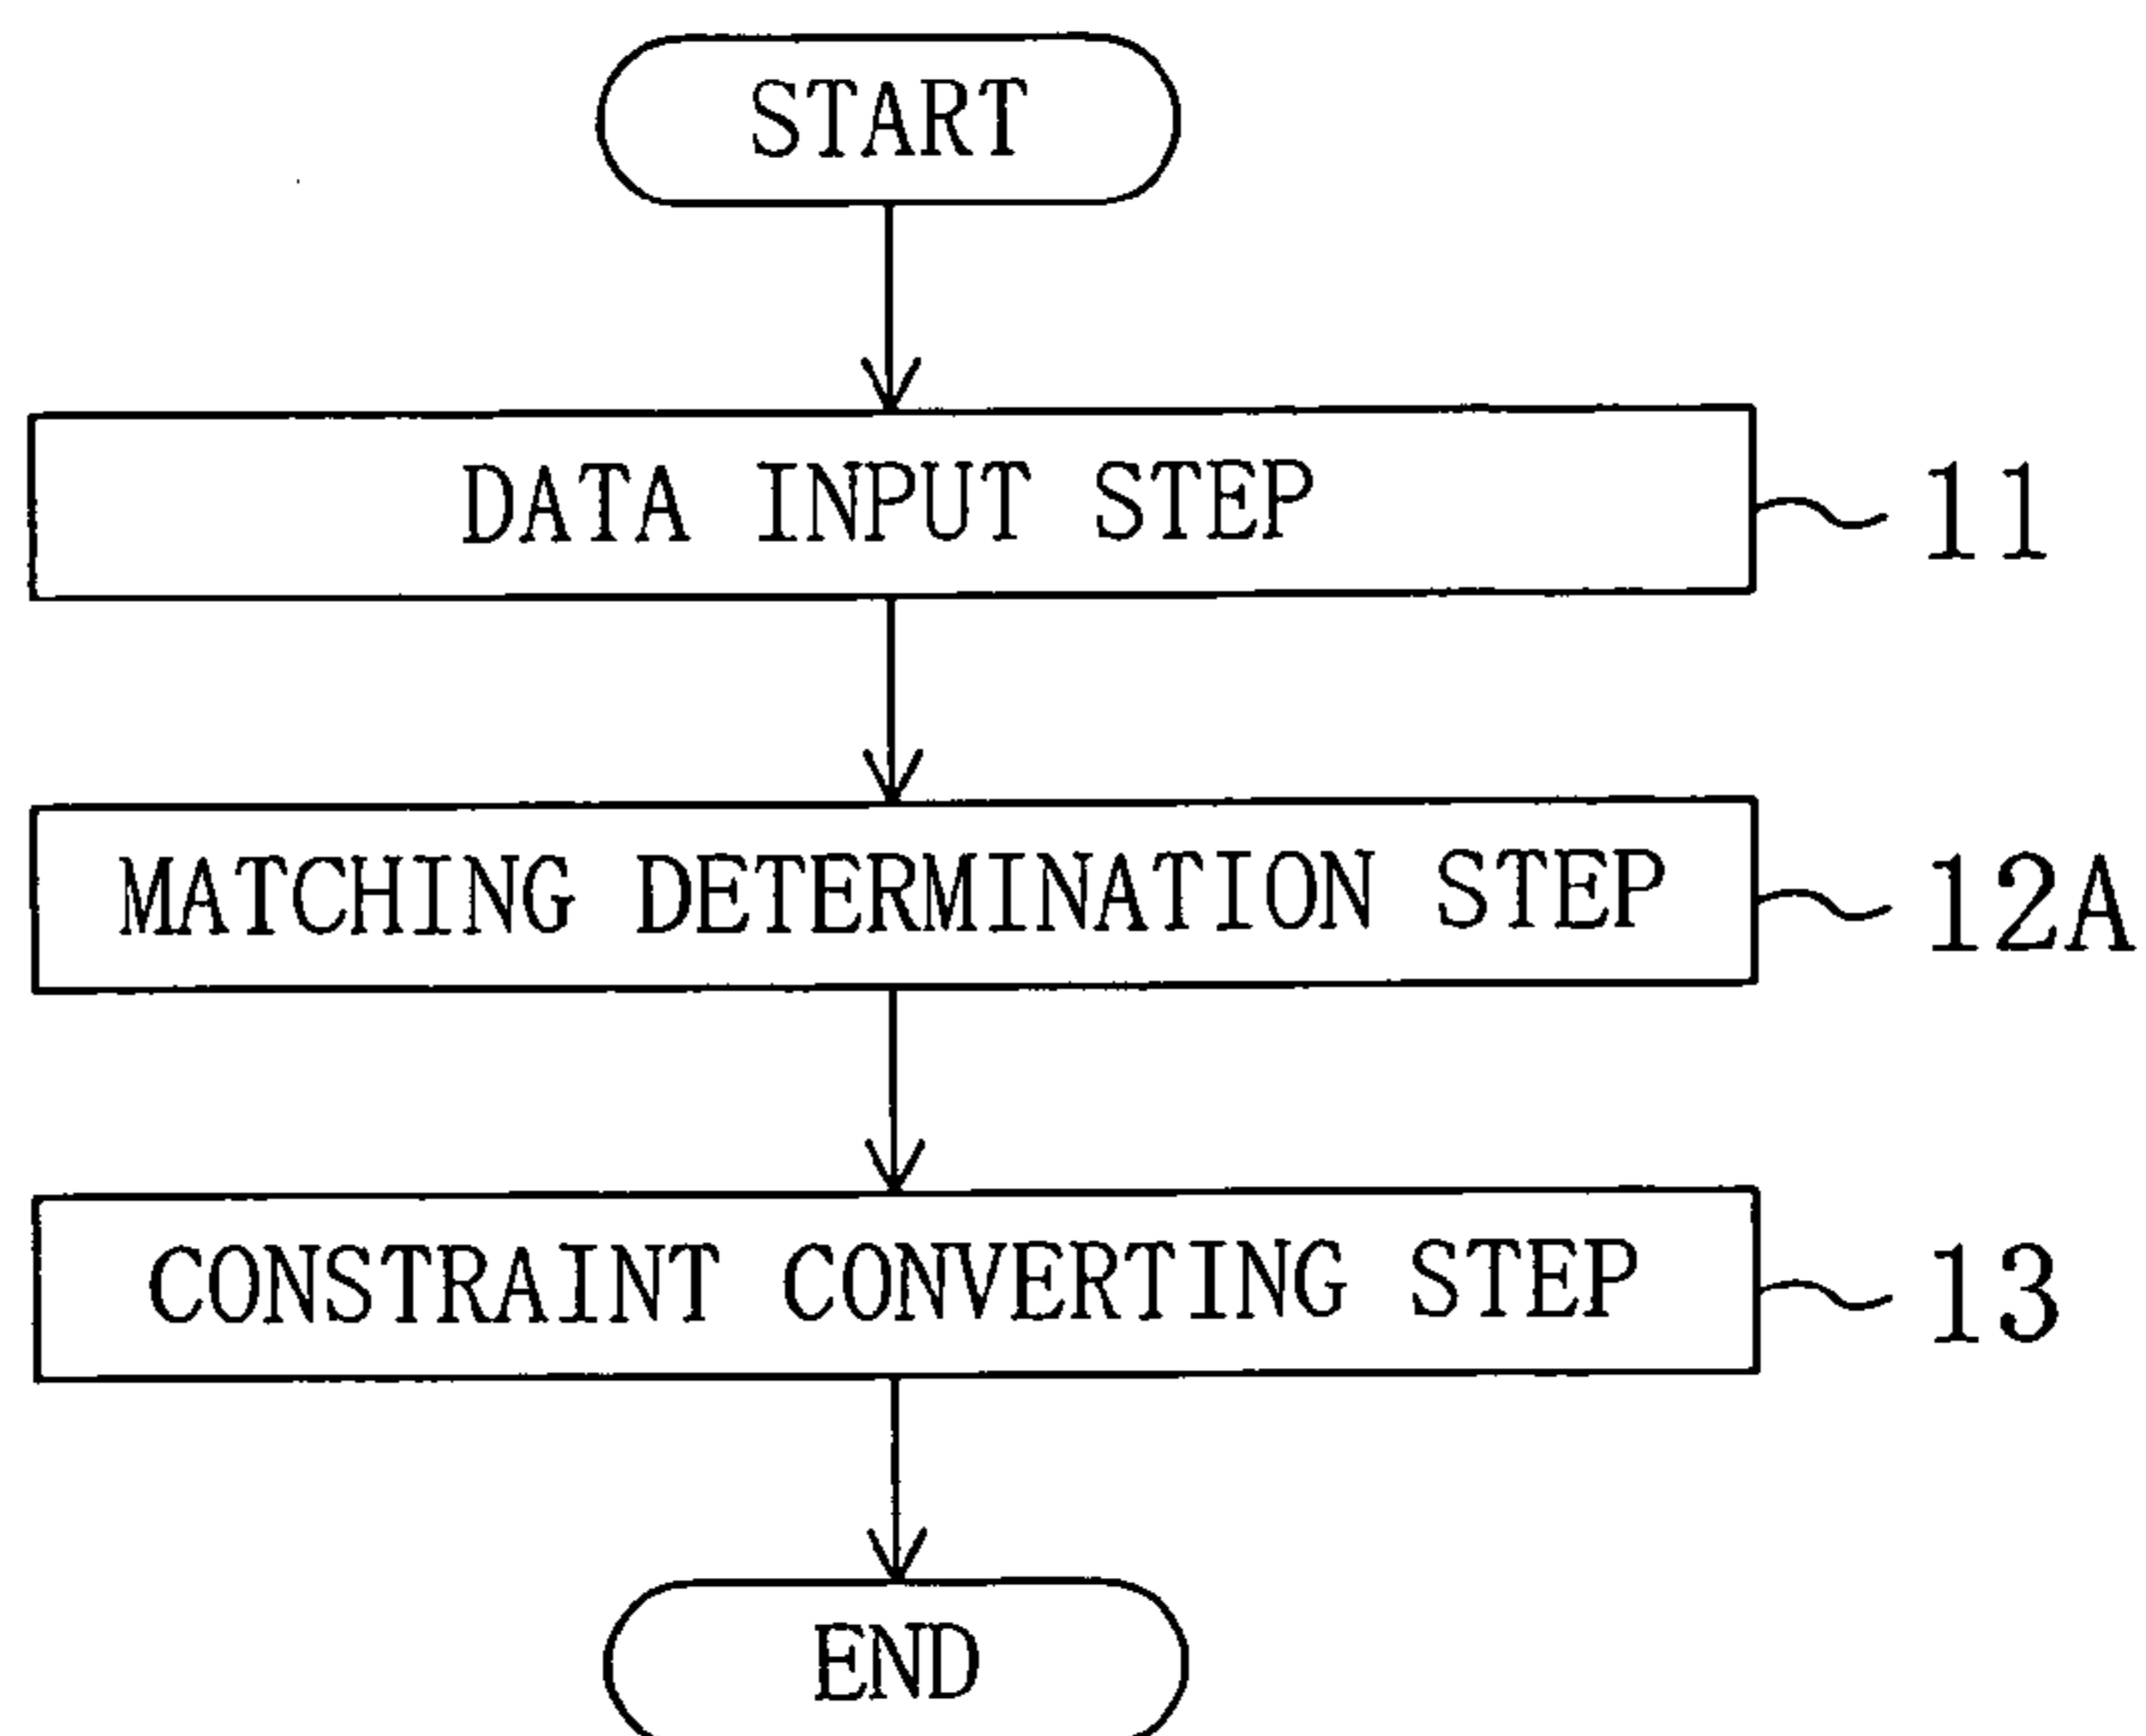 START
DATA INPUT STEP 11
MATCHING DETERMINATION STEP 12A
CONSTRAINT CONVERTING STEP 13
END